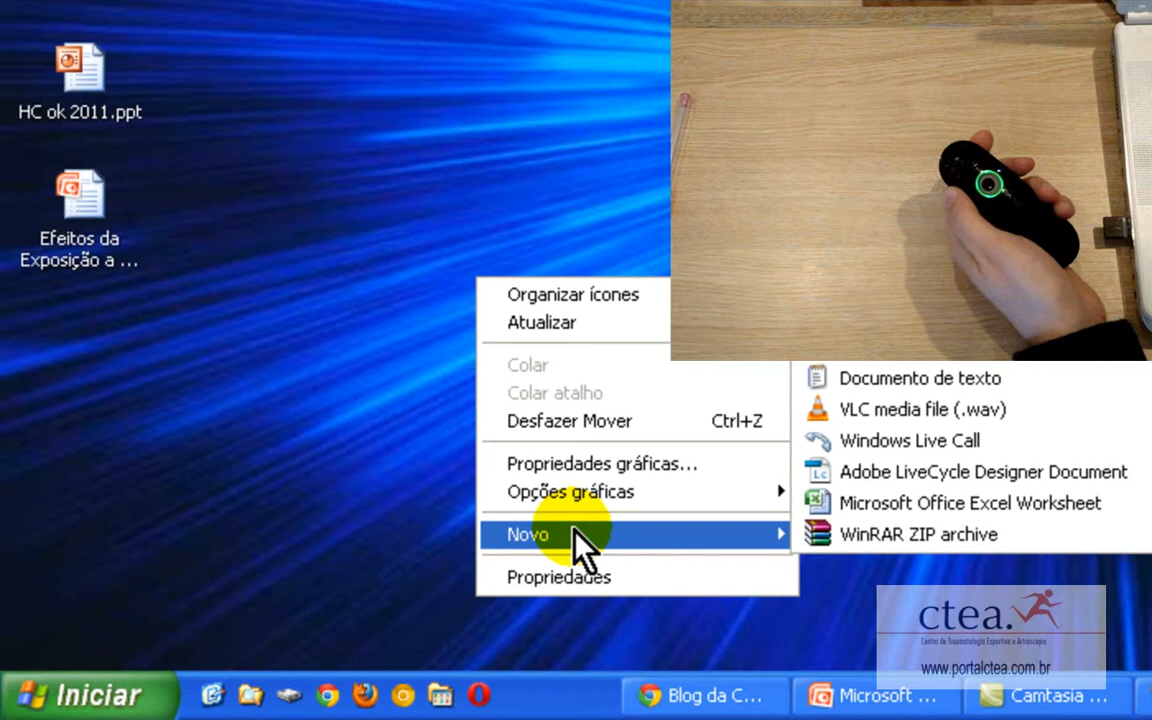 HC ok 2011.ppt
Efeitos da
Exposição a ...
Organizar ícones
Atualizar
Colar
Colar atalho
Desfazer Mover Ctrl+Z
Propriedades gráficas...
Opções gráficas
Novo
Propriedades
Documento de texto
VLC media file (.wav)
Windows Live Call
Adobe LiveCycle Designer Document
Microsoft Office Excel Worksheet
WinRAR ZIP archive
ctea.
Centro de Traumatologia Esportiva e Artroscopia
www.portalctea.com.br
Iniciar
Blog da C...
Microsoft ...
Camtasia ...